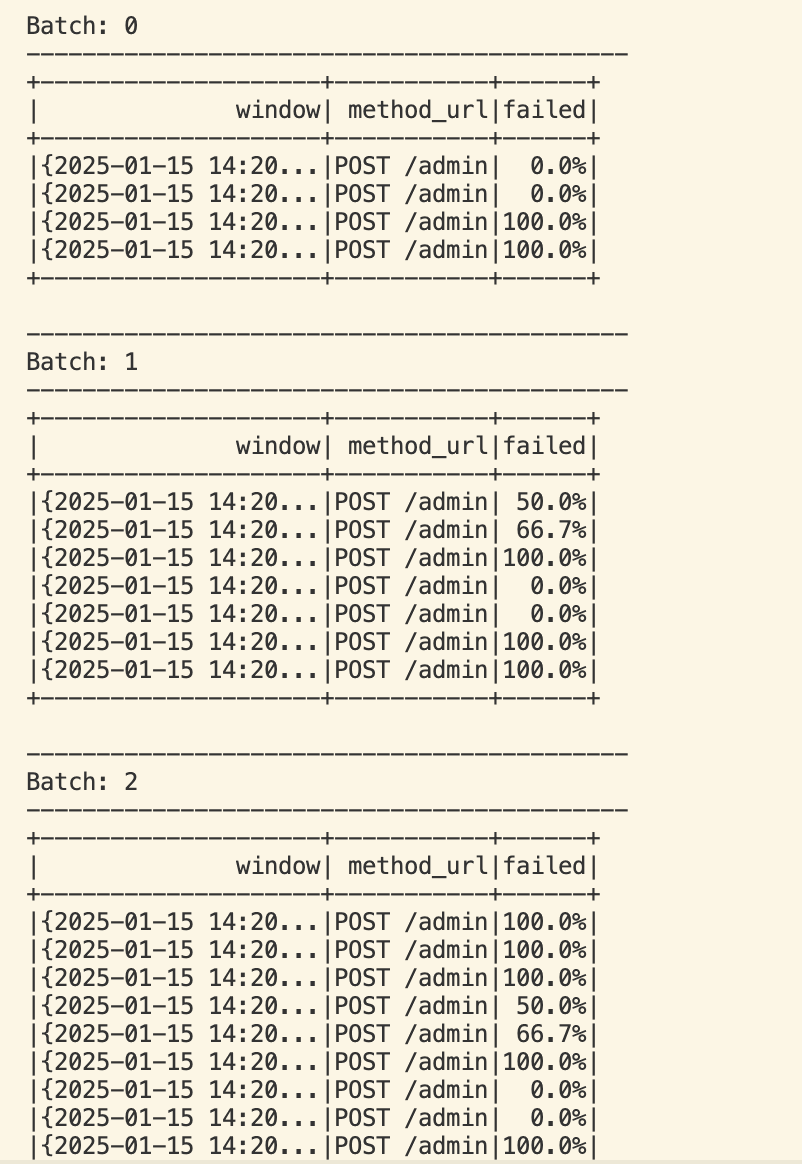 Batch: 0
-------------------------------------------
+--------------------+-----------+------+
|              window| method_url|failed|
+--------------------+-----------+------+
|{2025-01-15 14:20...|POST /admin|  0.0%|
|{2025-01-15 14:20...|POST /admin|  0.0%|
|{2025-01-15 14:20...|POST /admin|100.0%|
|{2025-01-15 14:20...|POST /admin|100.0%|
+--------------------+-----------+------+

-------------------------------------------
Batch: 1
-------------------------------------------
+--------------------+-----------+------+
|              window| method_url|failed|
+--------------------+-----------+------+
|{2025-01-15 14:20...|POST /admin| 50.0%|
|{2025-01-15 14:20...|POST /admin| 66.7%|
|{2025-01-15 14:20...|POST /admin|100.0%|
|{2025-01-15 14:20...|POST /admin|  0.0%|
|{2025-01-15 14:20...|POST /admin|  0.0%|
|{2025-01-15 14:20...|POST /admin|100.0%|
|{2025-01-15 14:20...|POST /admin|100.0%|
+--------------------+-----------+------+

-------------------------------------------
Batch: 2
-------------------------------------------
+--------------------+-----------+------+
|              window| method_url|failed|
+--------------------+-----------+------+
|{2025-01-15 14:20...|POST /admin|100.0%|
|{2025-01-15 14:20...|POST /admin|100.0%|
|{2025-01-15 14:20...|POST /admin|100.0%|
|{2025-01-15 14:20...|POST /admin| 50.0%|
|{2025-01-15 14:20...|POST /admin| 66.7%|
|{2025-01-15 14:20...|POST /admin|100.0%|
|{2025-01-15 14:20...|POST /admin|  0.0%|
|{2025-01-15 14:20...|POST /admin|  0.0%|
|{2025-01-15 14:20...|POST /admin|100.0%|